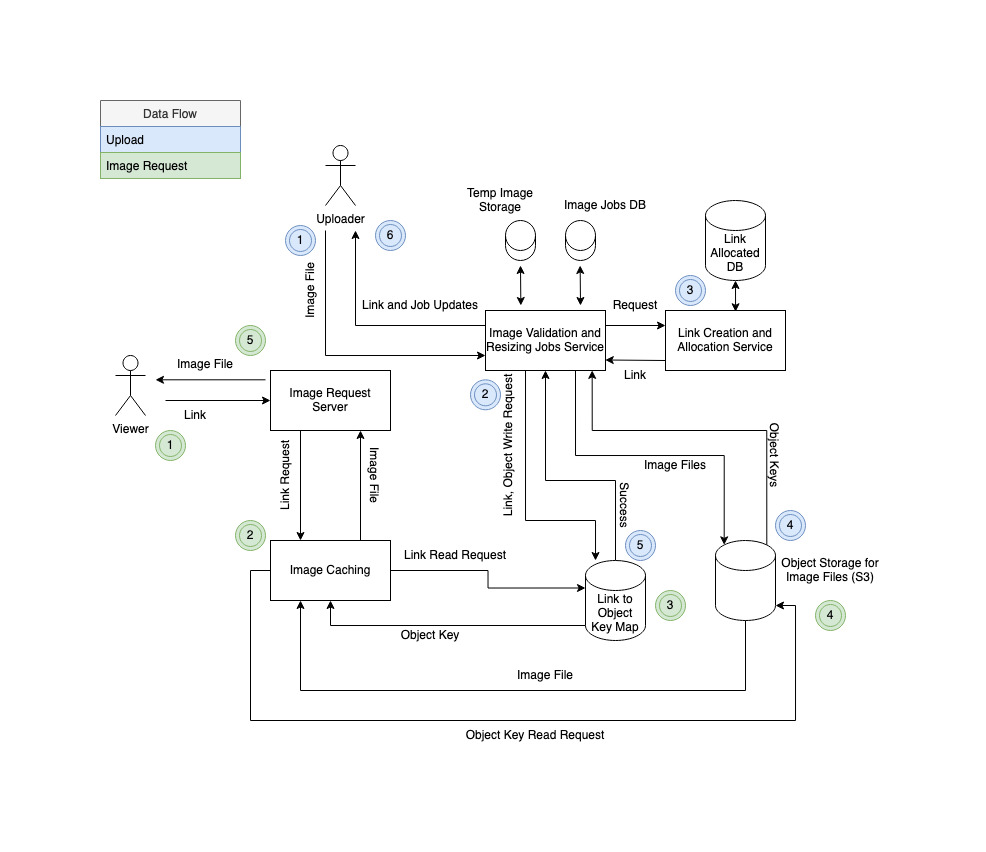 Data Flow
Upload
Image Request
Uploader
1
6
Image File
Link and Job Updates
Temp Image
Storage
Image Jobs DB
Link
Allocated
DB
3
Request
Image Validation and
Resizing Jobs Service
Link Creation and
Allocation Service
Link
2
5
Image File
Viewer
Link
1
Image Request
Server
Link Request
Image File
Link, Object Write Request
Success
Image Files
Object Keys
2
Image Caching
Link Read Request
5
4
Object Storage for
Image Files (S3)
Link to
Object
Key Map
3
4
Object Key
Image File
Object Key Read Request